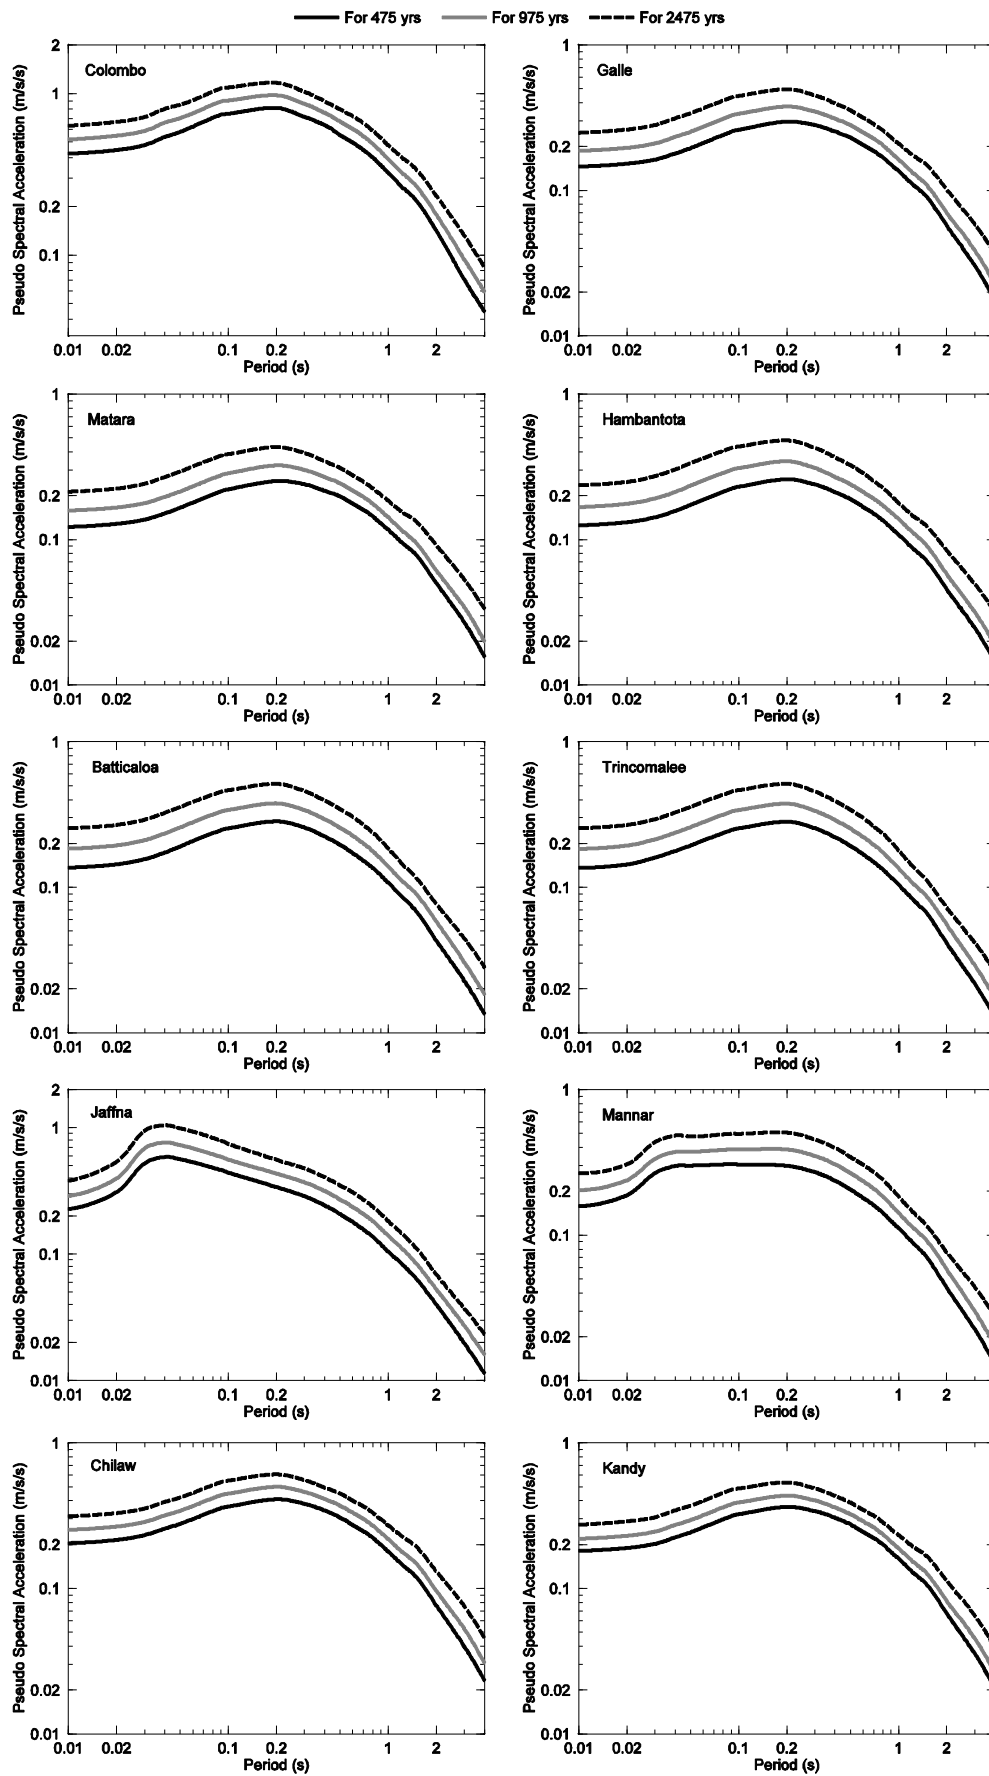 For 475 yrs For 975 yrs For 2475 yrs
Colombo
Pseudo Spectral Acceleration (m/s/s)
2
1
0.2
0.1
0.01 0.02 0.1 0.2 1 2
Period (s)
Galle
Pseudo Spectral Acceleration (m/s/s)
1
0.2
0.1
0.02
0.01
0.01 0.02 0.1 0.2 1 2
Period (s)
Matara
Pseudo Spectral Acceleration (m/s/s)
1
0.2
0.1
0.02
0.01
0.01 0.02 0.1 0.2 1 2
Period (s)
Hambantota
Pseudo Spectral Acceleration (m/s/s)
1
0.2
0.1
0.02
0.01
0.01 0.02 0.1 0.2 1 2
Period (s)
Batticaloa
Pseudo Spectral Acceleration (m/s/s)
1
0.2
0.1
0.02
0.01
0.01 0.02 0.1 0.2 1 2
Period (s)
Trincomalee
Pseudo Spectral Acceleration (m/s/s)
1
0.2
0.1
0.02
0.01
0.01 0.02 0.1 0.2 1 2
Period (s)
Jaffna
Pseudo Spectral Acceleration (m/s/s)
2
1
0.2
0.1
0.02
0.01
0.01 0.02 0.1 0.2 1 2
Period (s)
Mannar
Pseudo Spectral Acceleration (m/s/s)
1
0.2
0.1
0.02
0.01
0.01 0.02 0.1 0.2 1 2
Period (s)
Chilaw
Pseudo Spectral Acceleration (m/s/s)
1
0.2
0.1
0.02
0.01
0.01 0.02 0.1 0.2 1 2
Period (s)
Kandy
Pseudo Spectral Acceleration (m/s/s)
1
0.2
0.1
0.02
0.01
0.01 0.02 0.1 0.2 1 2
Period (s)